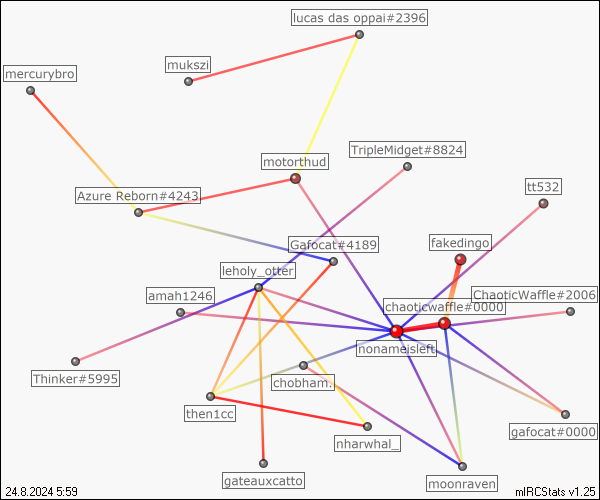 lucas das oppai#2396
mukszi
mercurybro
TripleMidget#8824
motorthud
tt532
Azure Reborn#4243
fakedingo
Gafocat#4189
leholy_otter
amah1246
ChaoticWaffle#2006
chaoticwaffle#0000
nonameisleft
Thinker#5995
chobham.
then1cc
gafocat#0000
nharwhal_
gateauxcatto
moonraven
24.8.2024 5:59
mIRCStats v1.25